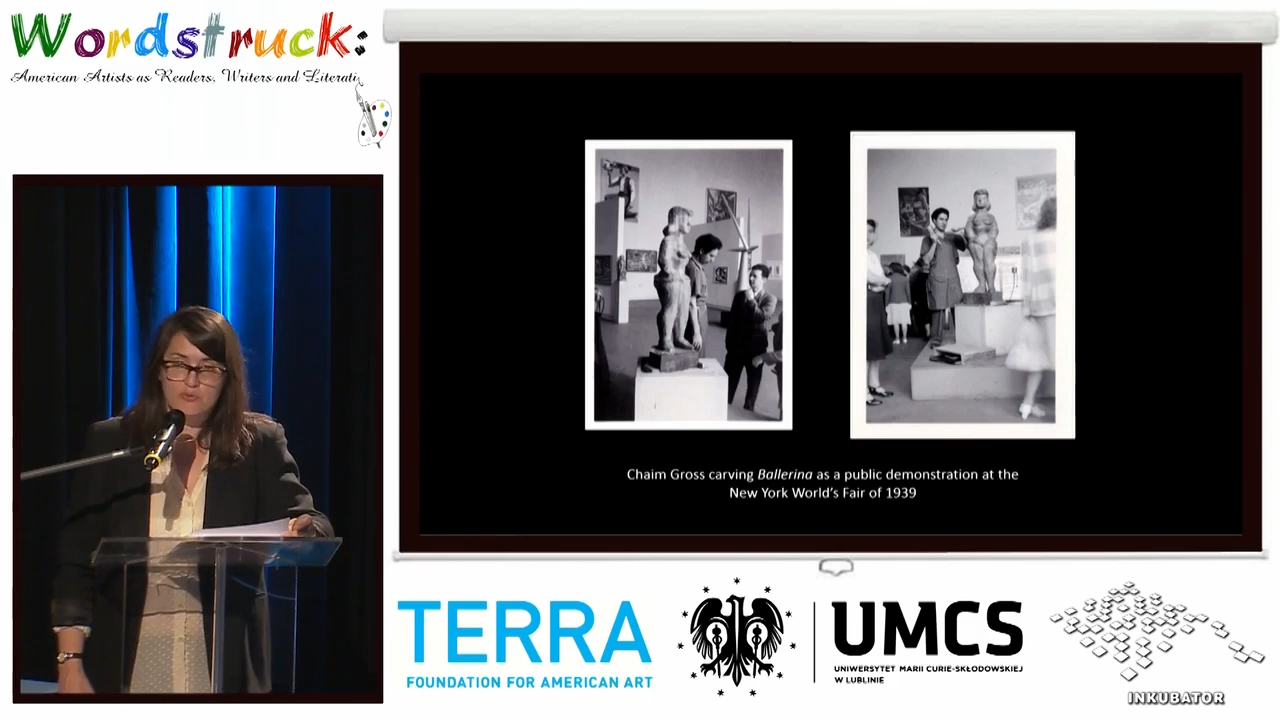 Wordstruck:
American Artists as Readers, Writers and Literati
Chaim Gross carving Ballerina as a public demonstration at the
New York World's Fair of 1939
TERRA
FOUNDATION FOR AMERICAN ART
UMCS
UNIWERSYTET MARII CURIE-SKŁODOWSKIEJ
W LUBLINIE
INKUBATOR